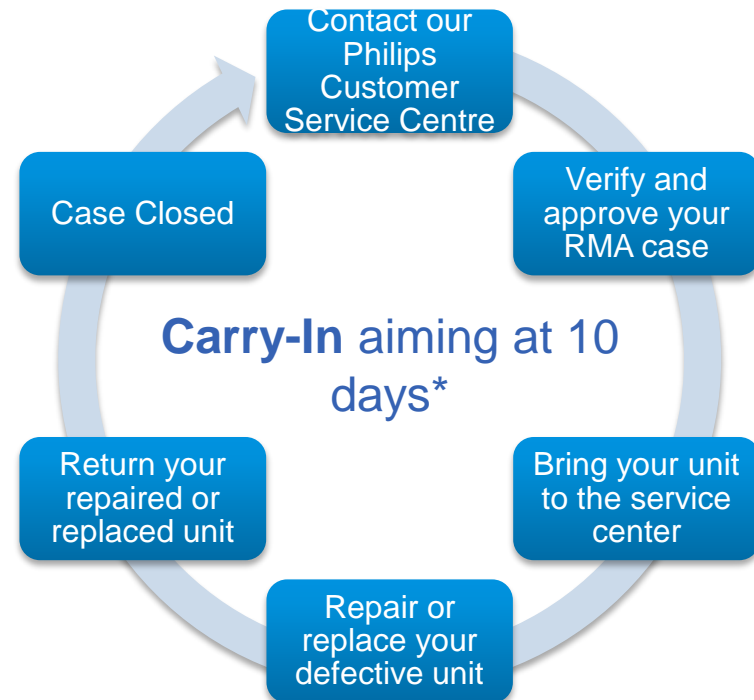 Contact our
Philips
Customer
Service Centre
Verify and
approve your
RMA case
Bring your unit
to the service
center
Repair or
replace your
defective unit
Return your
repaired or
replaced unit
Case Closed
Carry-In aiming at 10
days*